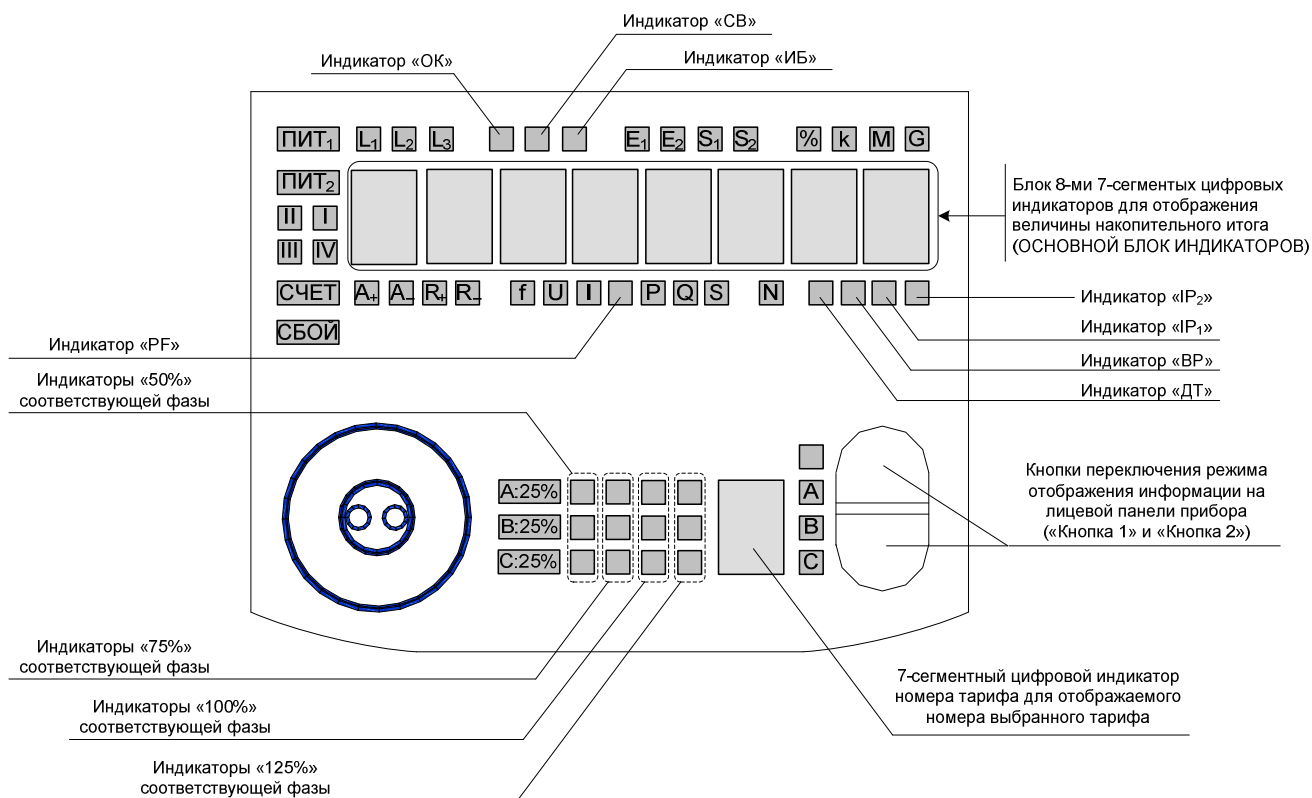 Индикатор «СВ»
Индикатор «ОК»
Индикатор «ИБ»
ПИТ₁ L₁ L₂ L₃ E₁ E₂ S₁ S₂ % k M G
ПИТ₂
II I
III IV
Блок 8-ми 7-сегментых цифровых
индикаторов для отображения
величины накопительного итога
(ОСНОВНОЙ БЛОК ИНДИКАТОРОВ)
СЧЕТ A₊ A₋ R₊ R₋ f U I P Q S N
СБОЙ
Индикатор «IP₂»
Индикатор «IP₁»
Индикатор «ВР»
Индикатор «ДТ»
Индикатор «PF»
Индикаторы «50%»
соответствующей фазы
A:25%
B:25%
C:25%
A
B
C
Кнопки переключения режима
отображения информации на
лицевой панели прибора
(«Кнопка 1» и «Кнопка 2»)
Индикаторы «75%»
соответствующей фазы
Индикаторы «100%»
соответствующей фазы
Индикаторы «125%»
соответствующей фазы
7-сегментный цифровой индикатор
номера тарифа для отображаемого
номера выбранного тарифа